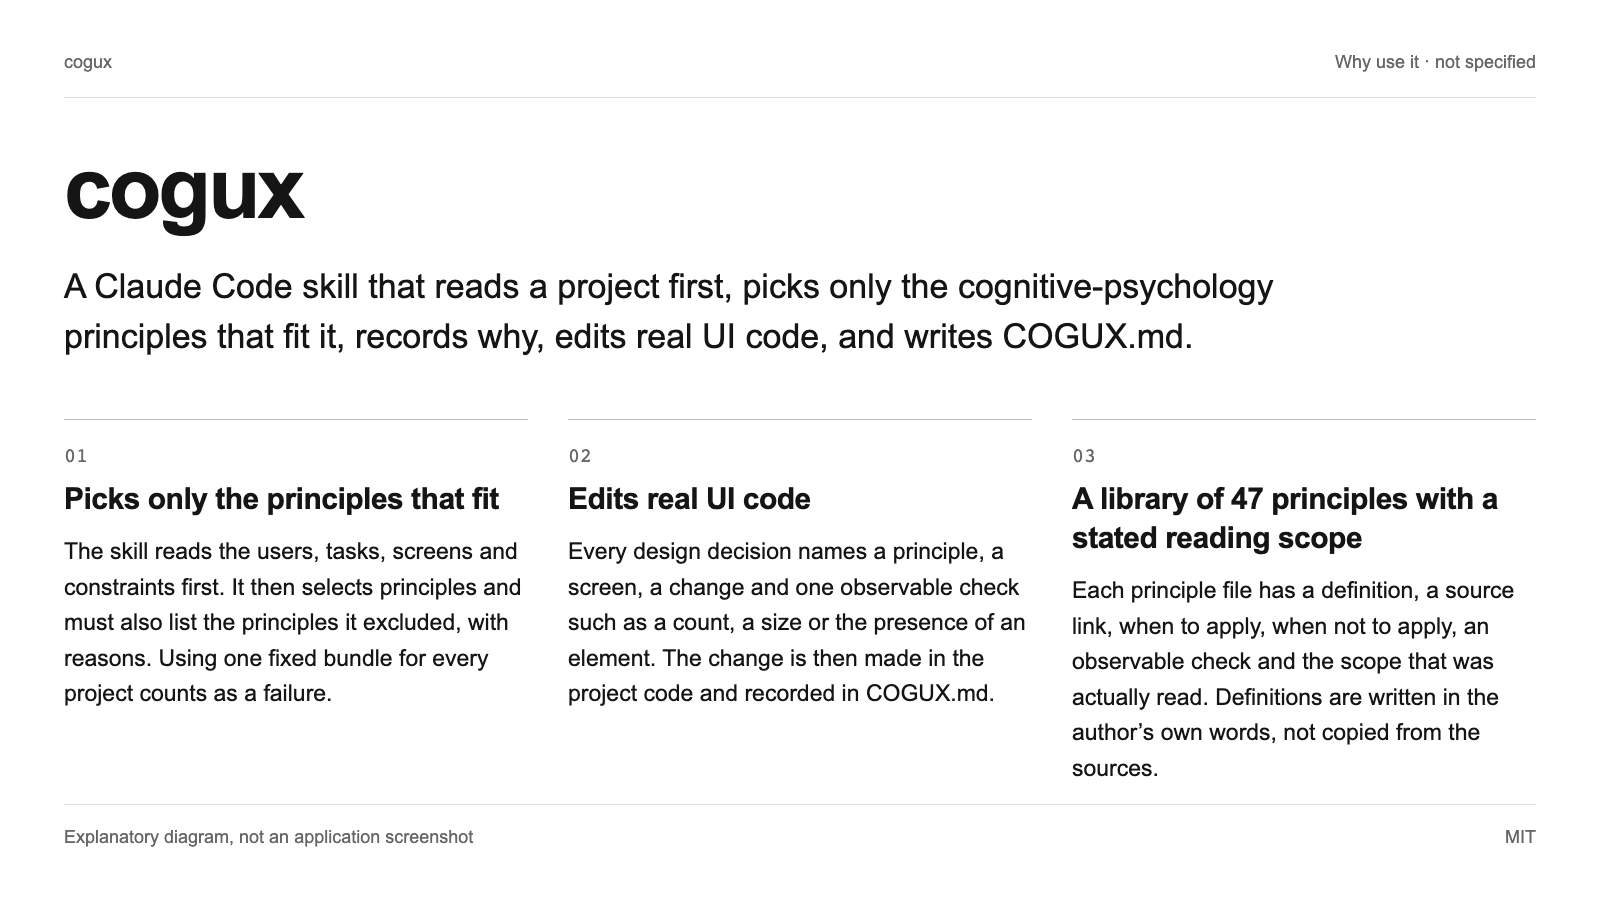 cogux
Why use it · not specified
cogux
A Claude Code skill that reads a project first, picks only the cognitive-psychology
principles that fit it, records why, edits real UI code, and writes COGUX.md.
01
Picks only the principles that fit
The skill reads the users, tasks, screens and
constraints first. It then selects principles and
must also list the principles it excluded, with
reasons. Using one fixed bundle for every
project counts as a failure.
02
Edits real UI code
Every design decision names a principle, a
screen, a change and one observable check
such as a count, a size or the presence of an
element. The change is then made in the
project code and recorded in COGUX.md.
03
A library of 47 principles with a
stated reading scope
Each principle file has a definition, a source
link, when to apply, when not to apply, an
observable check and the scope that was
actually read. Definitions are written in the
author’s own words, not copied from the
sources.
Explanatory diagram, not an application screenshot
MIT